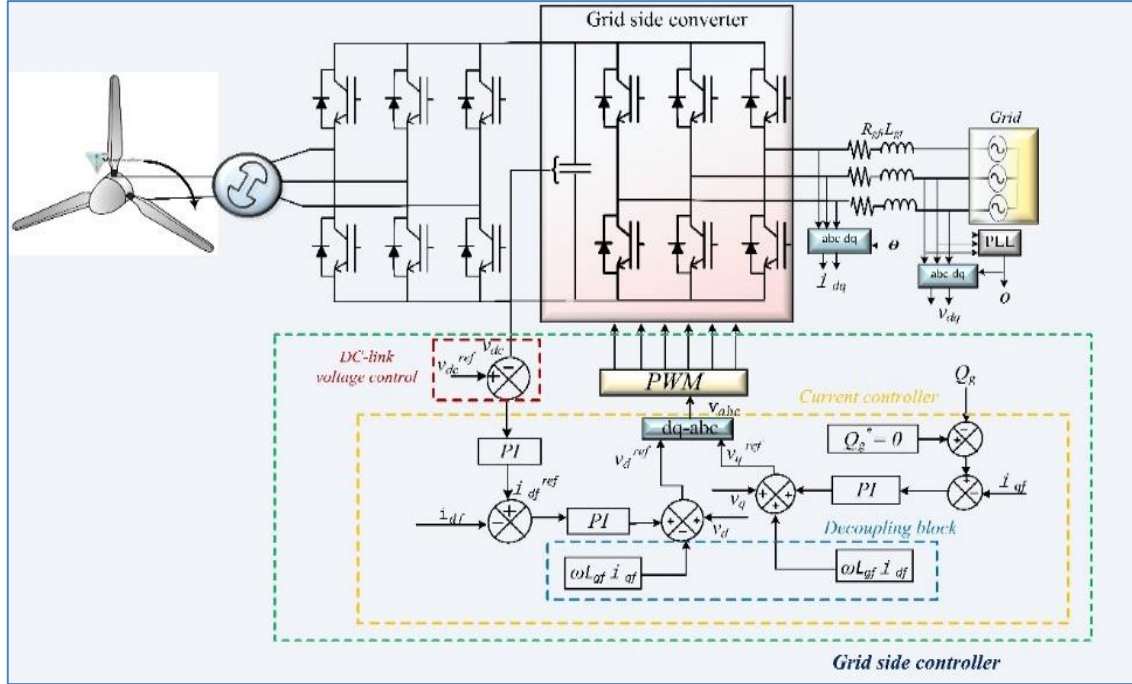 Grid side converter
Grid
R_gf L_gf
abc dq
ө
PLL
i dq
abc dq
v_dq
DC-link
voltage control
v_dc^ref
v_dc
+
−
PWM
v_abc
Current controller
Q_g
dq-abc
Q_g^* = 0
−
+
PI
v_d^ref
v_q^ref
i_df^ref
+
−
i_df
PI
+
+
−
v_d
v_q
+
+
+
PI
+
−
i_qf
Decoupling block
ωL_gf i_qf
ωL_gf i_df
Grid side controller